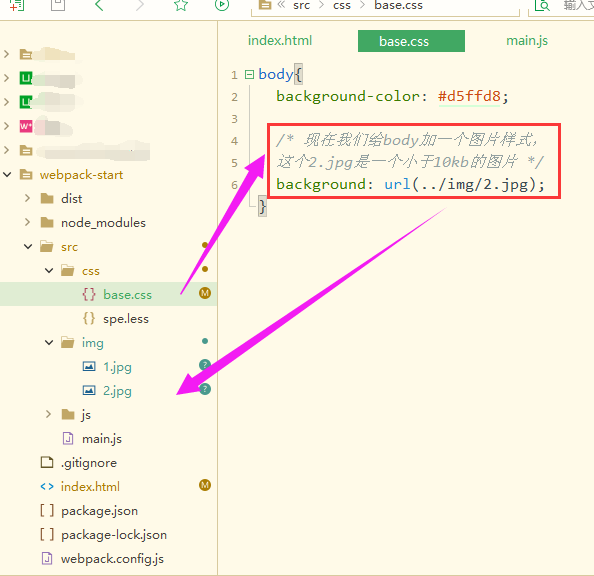 src css base.css
输入文
index.html base.css main.js
1 body{
2 background-color: #d5ffd8;
3
4 /* 现在我们给body加一个图片样式，
5 这个2.jpg是一个小于10kb的图片 */
6 background: url(../img/2.jpg);
}
webpack-start
dist
node_modules
src
css
{} base.css M
{} spe.less
img
1.jpg ?
2.jpg ?
js
main.js
.gitignore
<> index.html M
[ ] package.json
[ ] package-lock.json
webpack.config.js